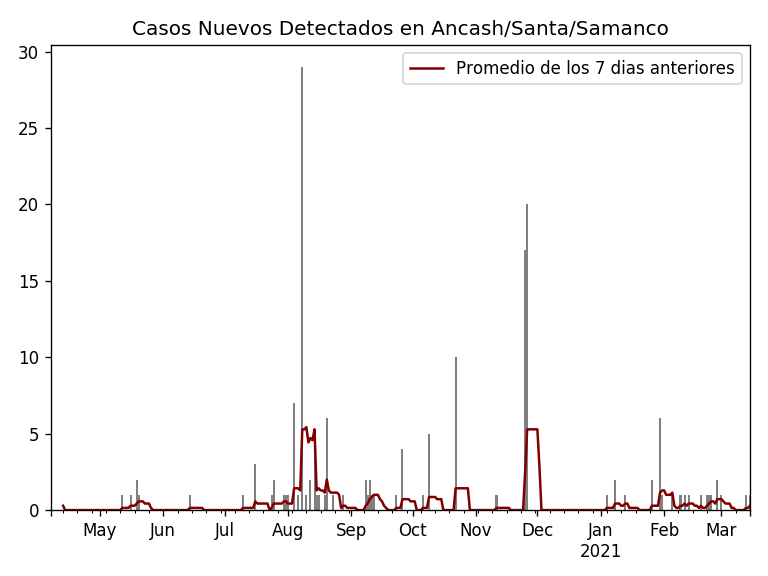 Casos Nuevos Detectados en Ancash/Santa/Samanco
Promedio de los 7 dias anteriores
30
25
20
15
10
5
0
May Jun Jul Aug Sep Oct Nov Dec Jan Feb Mar
2021